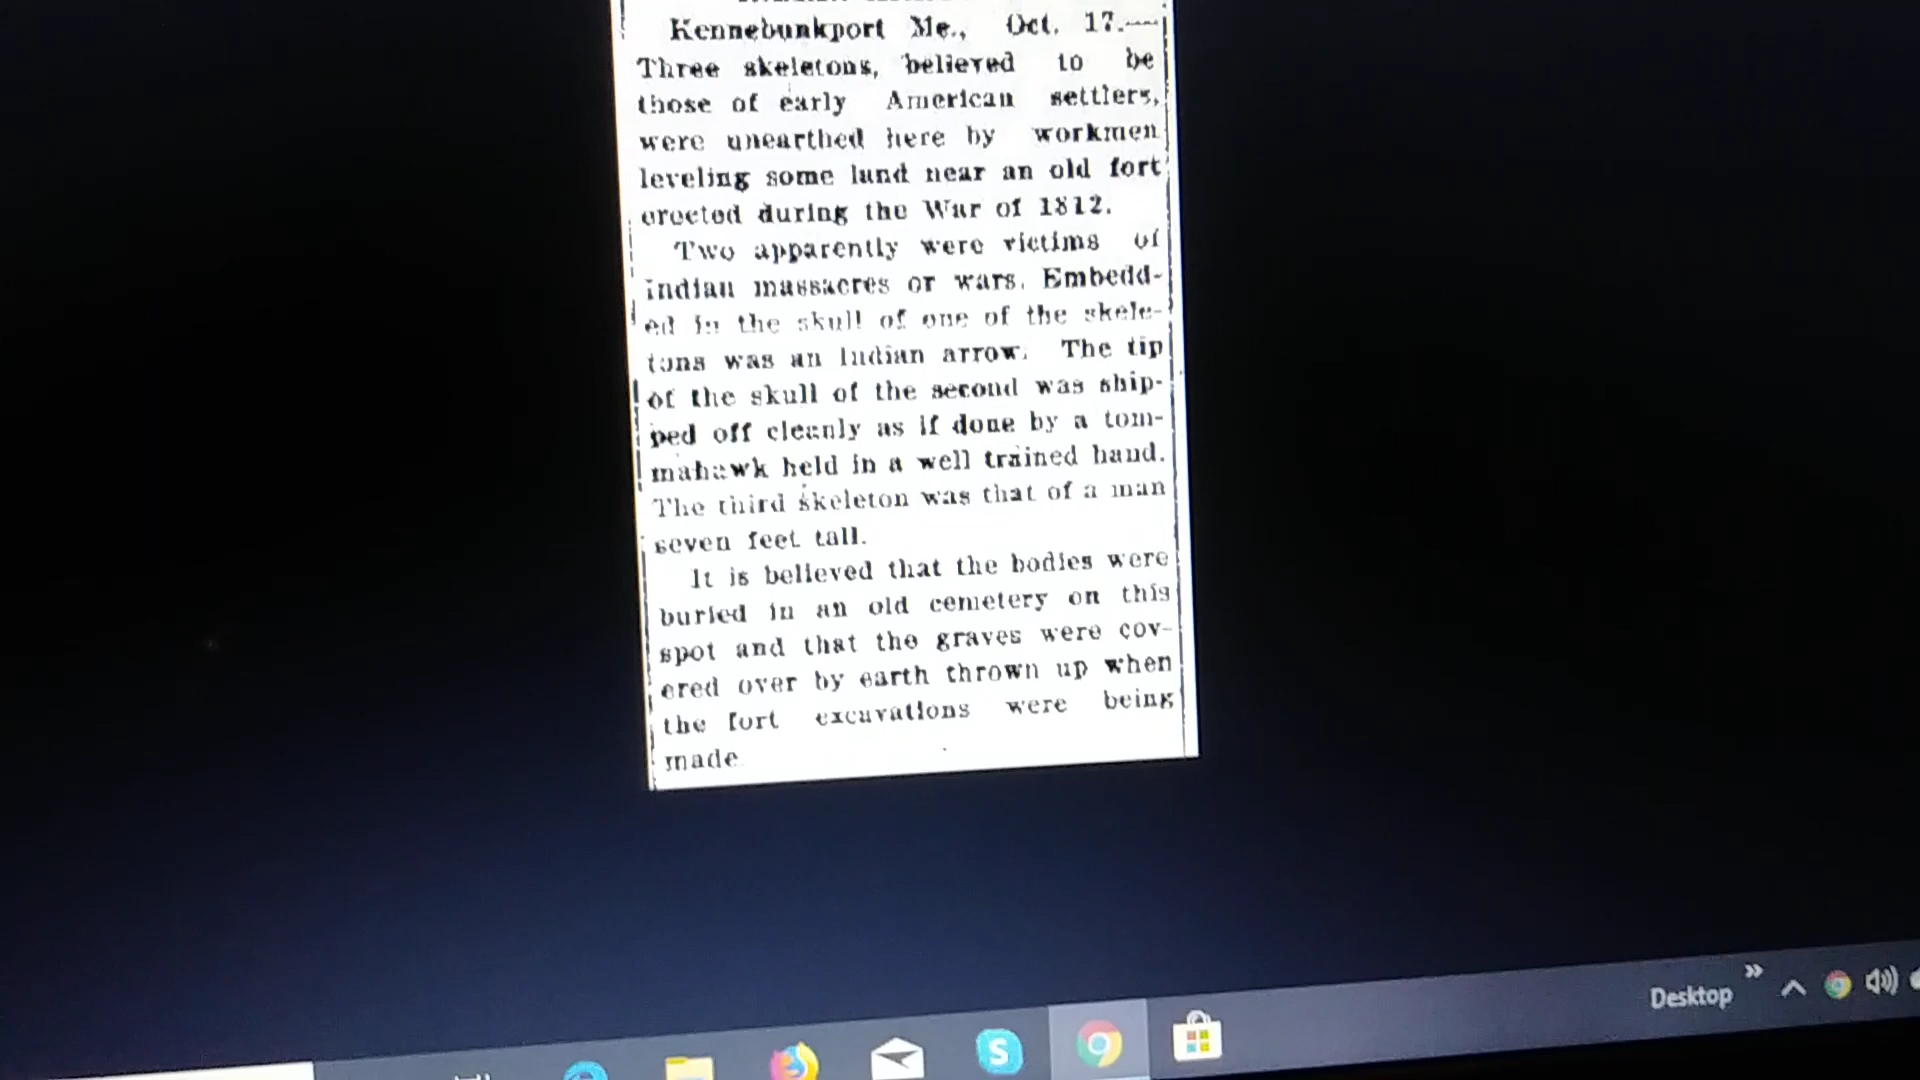 Kennebunkport Me., Oct. 17.—
Three skeletons, believed to be
those of early American settlers,
were unearthed here by workmen
leveling some land near an old fort
erected during the War of 1812.
Two apparently were victims of
Indian massacres or wars. Embedd-
ed in the skull of one of the skele-
tons was an Indian arrow. The tip
of the skull of the second was ship-
ped off cleanly as if done by a tom-
mahawk held in a well trained hand.
The third skeleton was that of a man
seven feet tall.
It is believed that the bodies were
buried in an old cemetery on this
spot and that the graves were cov-
ered over by earth thrown up when
the fort excavations were being
made.
Desktop